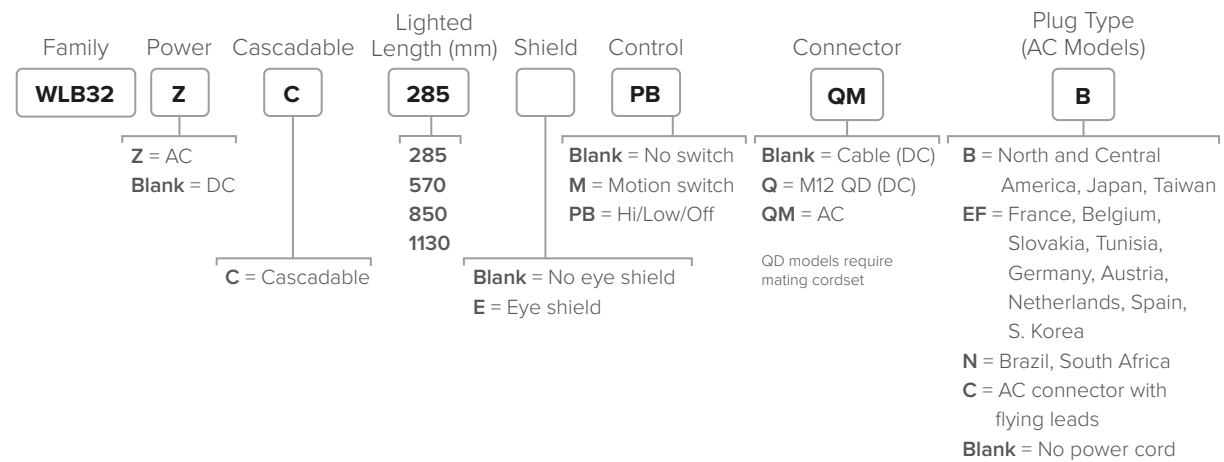 Family
Power
Cascadable
Lighted
Length (mm)
Shield
Control
Connector
Plug Type
(AC Models)
WLB32
Z
C
285
PB
QM
B
Z = AC
Blank = DC
C = Cascadable
285
570
850
1130
Blank = No eye shield
E = Eye shield
Blank = No switch
M = Motion switch
PB = Hi/Low/Off
Blank = Cable (DC)
Q = M12 QD (DC)
QM = AC
QD models require
mating cordset
B = North and Central
America, Japan, Taiwan
EF = France, Belgium,
Slovakia, Tunisia,
Germany, Austria,
Netherlands, Spain,
S. Korea
N = Brazil, South Africa
C = AC connector with
flying leads
Blank = No power cord